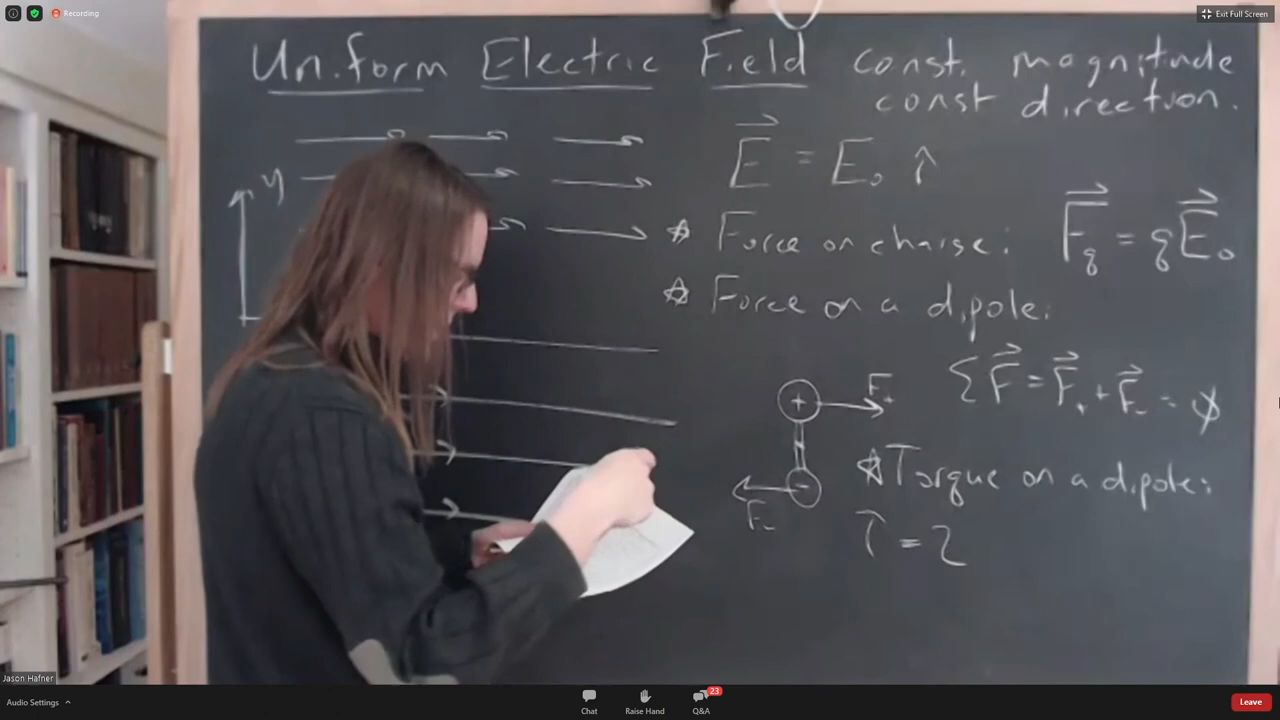 Recording
Exit Full Screen
Uniform Electric Field const. magnitude
const direction.
E = E₀ î
y
☆ Force on charge: F_q = qE₀
☆ Force on a dipole:
ΣF = F₊ + F₋ = 0
+
F₊
-
F₋
☆ Torque on a dipole:
τ = 2
Jason Hafner
Audio Settings
Chat
Raise Hand
23
Q&A
Leave